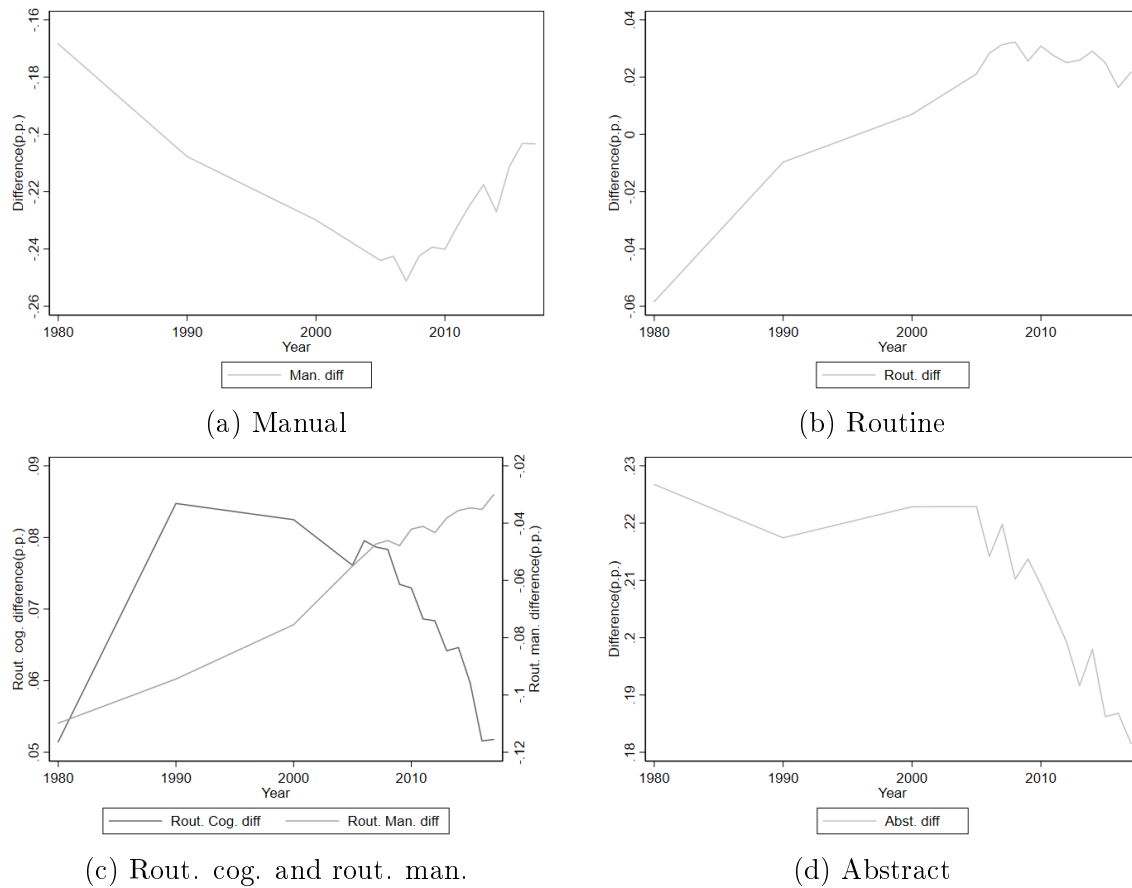 -.16
-.18
-.2
-.22
-.24
-.26
Difference(p.p.)
1980 1990 2000 2010
Year
Man. diff
(a) Manual
.04
.02
0
-.02
-.04
-.06
Difference(p.p.)
1980 1990 2000 2010
Year
Rout. diff
(b) Routine
.09
.08
.07
.06
.05
Rout. cog. difference(p.p.)
-.02
-.04
-.06
-.08
-.1
-.12
Rout. man. difference(p.p.)
1980 1990 2000 2010
Year
Rout. Cog. diff Rout. Man. diff
(c) Rout. cog. and rout. man.
.23
.22
.21
.2
.19
.18
Difference(p.p.)
1980 1990 2000 2010
Year
Abst. diff
(d) Abstract